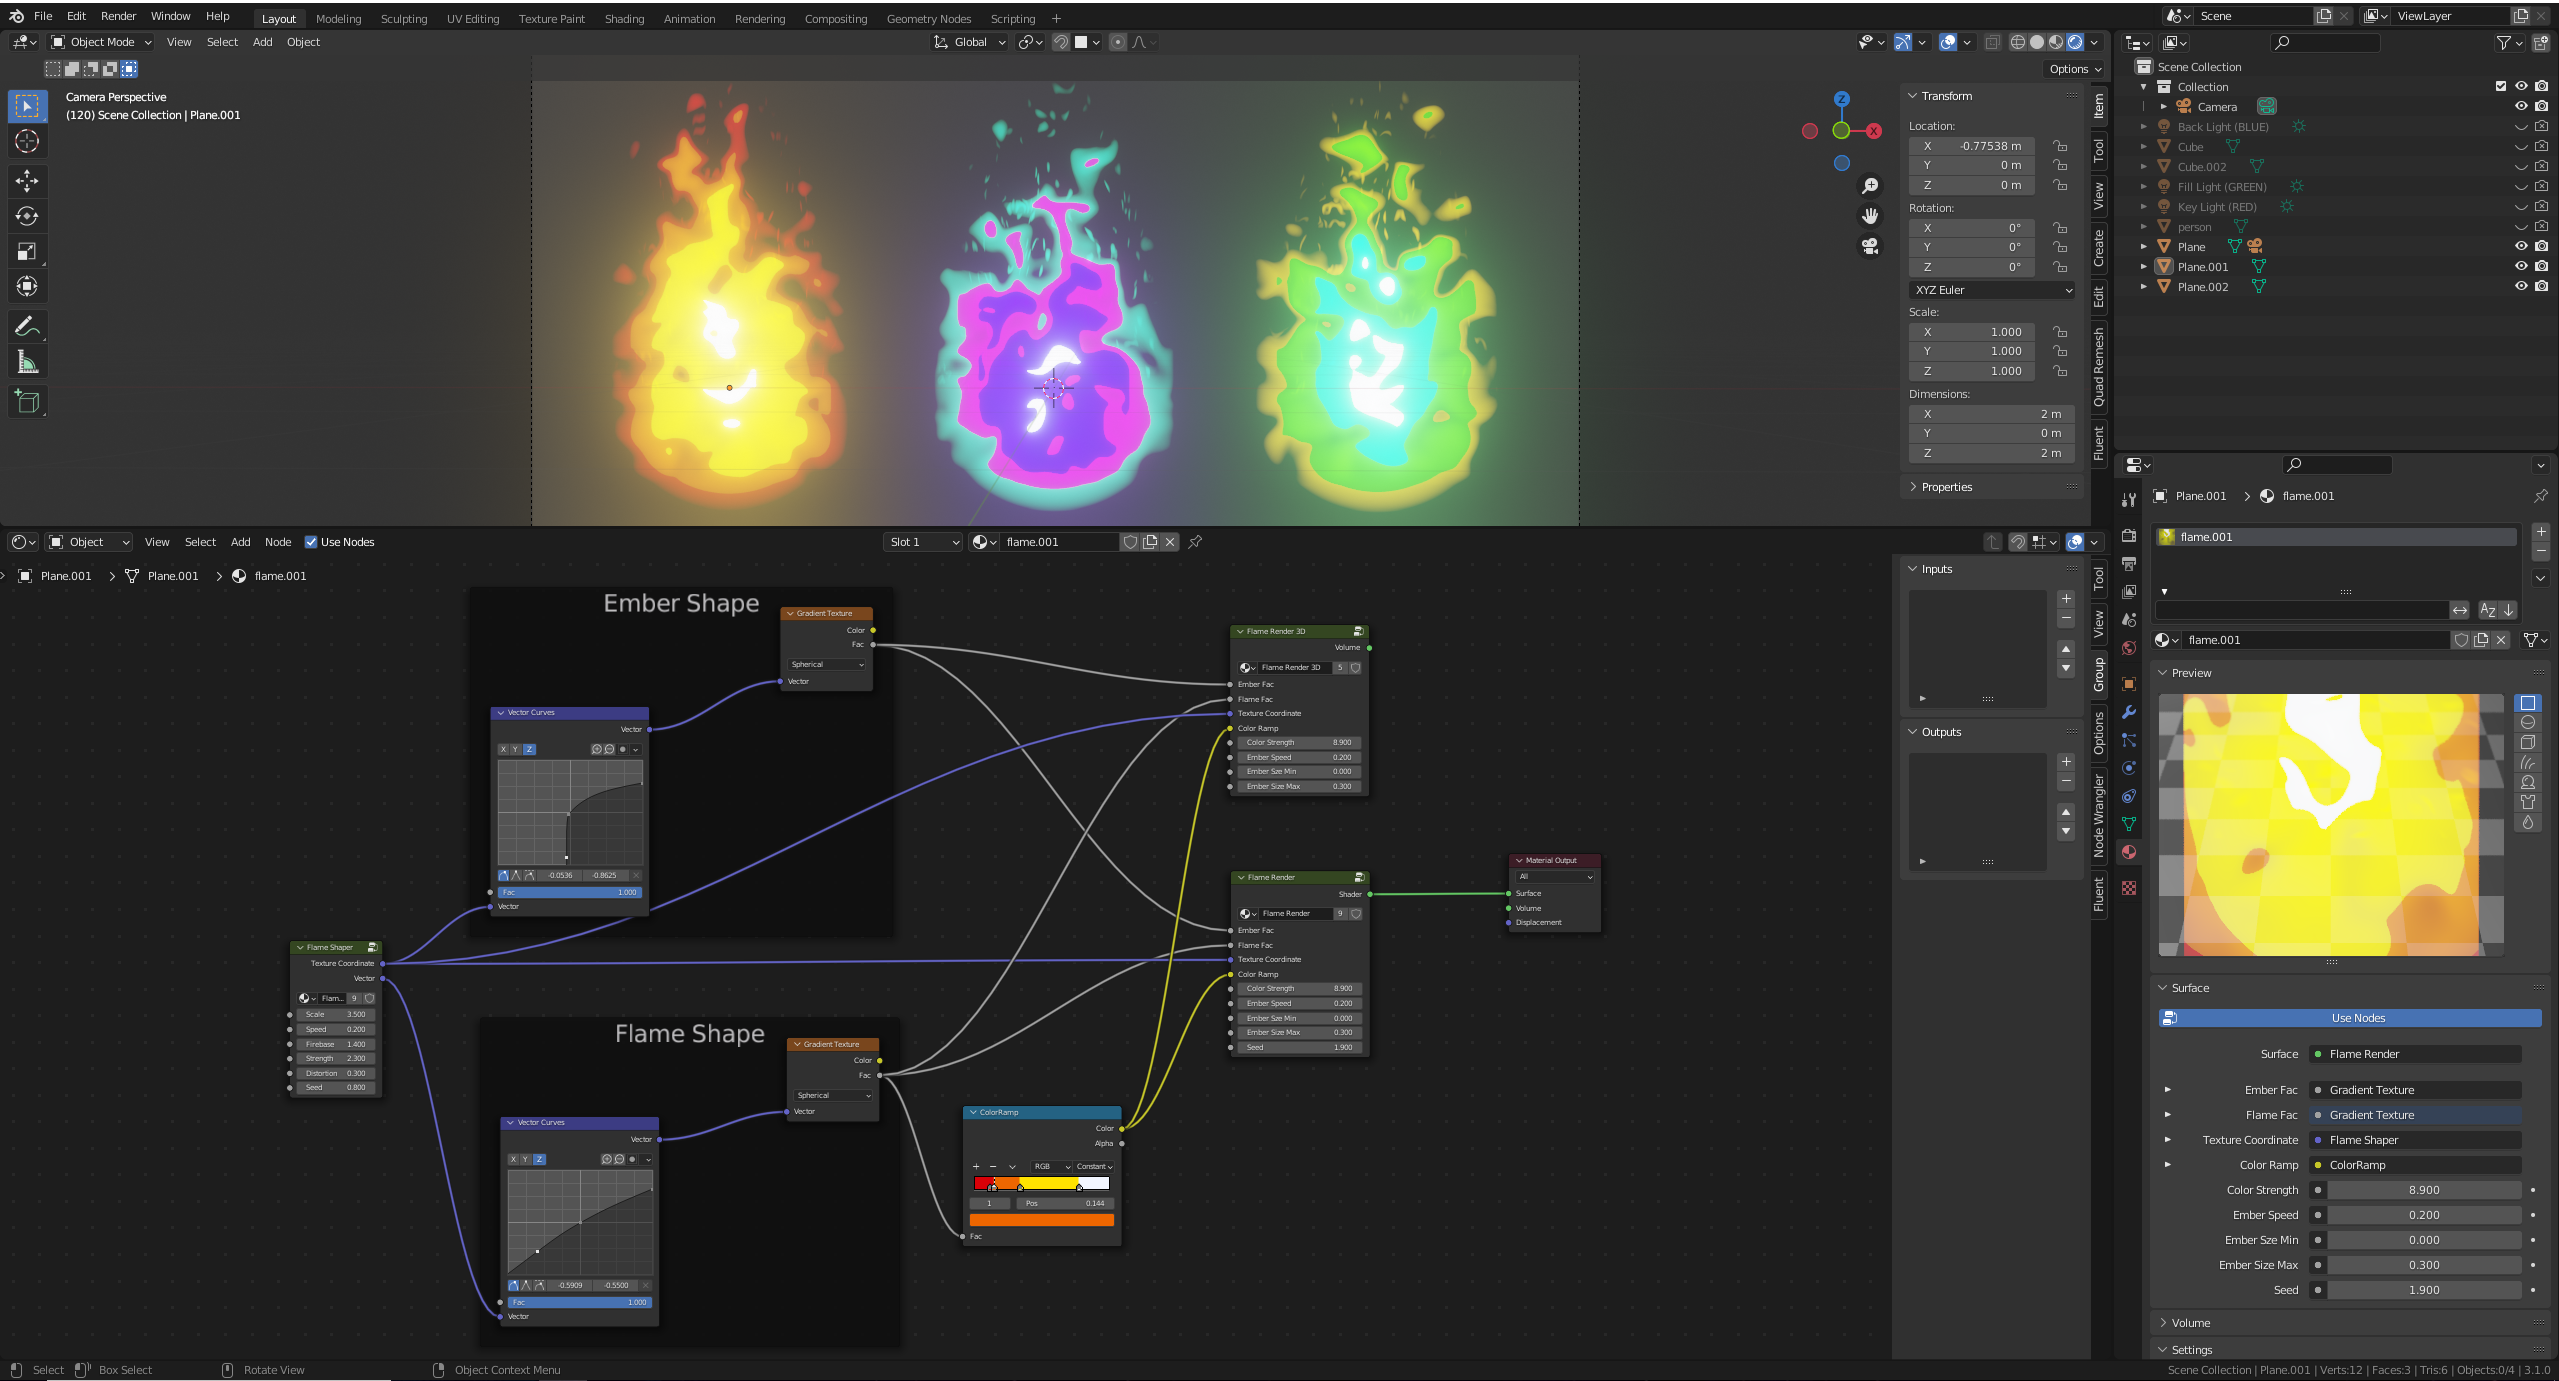 File Edit Render Window Help Layout Modeling Sculpting UV Editing Texture Paint Shading Animation Rendering Compositing Geometry Nodes Scripting + Scene ViewLayer
Object Mode View Select Add Object Global
Options
Camera Perspective
(120) Scene Collection | Plane.001
Z
X
Transform
Location:
X -0.77538 m
Y 0 m
Z 0 m
Rotation:
X 0°
Y 0°
Z 0°
XYZ Euler
Scale:
X 1.000
Y 1.000
Z 1.000
Dimensions:
X 2 m
Y 0 m
Z 2 m
Properties
Item
Tool
View
Create
Edit
Quad Remesh
Fluent
Scene Collection
Collection
Camera
Back Light (BLUE)
Cube
Cube.002
Fill Light (GREEN)
Key Light (RED)
person
Plane
Plane.001
Plane.002
Object View Select Add Node Use Nodes Slot 1 flame.001
Plane.001 > Plane.001 > flame.001
Ember Shape
Gradient Texture
Color
Fac
Spherical
Vector
Vector Curves
Vector
X Y Z
-0.0536 -0.8625
Fac 1.000
Vector
Flame Shaper
Texture Coordinate
Vector
Flam... 9
Scale 3.500
Speed 0.200
Firebase 1.400
Strength 2.300
Distortion 0.300
Seed 0.800
Flame Shape
Gradient Texture
Color
Fac
Spherical
Vector
Vector Curves
Vector
X Y Z
-0.5909 -0.5500
Fac 1.000
Vector
ColorRamp
Color
Alpha
+ − RGB Constant
1 Pos 0.144
Fac
Flame Render 3D
Volume
Flame Render 3D 5
Ember Fac
Flame Fac
Texture Coordinate
Color Ramp
Color Strength 8.900
Ember Speed 0.200
Ember Sze Min 0.000
Ember Size Max 0.300
Flame Render
Shader
Flame Render 9
Ember Fac
Flame Fac
Texture Coordinate
Color Ramp
Color Strength 8.900
Ember Speed 0.200
Ember Sze Min 0.000
Ember Size Max 0.300
Seed 1.900
Material Output
All
Surface
Volume
Displacement
Inputs
Outputs
Tool
View
Group
Options
Node Wrangler
Fluent
Plane.001 > flame.001
flame.001
flame.001
Preview
Surface
Use Nodes
Surface Flame Render
Ember Fac Gradient Texture
Flame Fac Gradient Texture
Texture Coordinate Flame Shaper
Color Ramp ColorRamp
Color Strength 8.900
Ember Speed 0.200
Ember Sze Min 0.000
Ember Size Max 0.300
Seed 1.900
Volume
Settings
Select Box Select Rotate View Object Context Menu Scene Collection | Plane.001 | Verts:12 | Faces:3 | Tris:6 | Objects:0/4 | 3.1.0